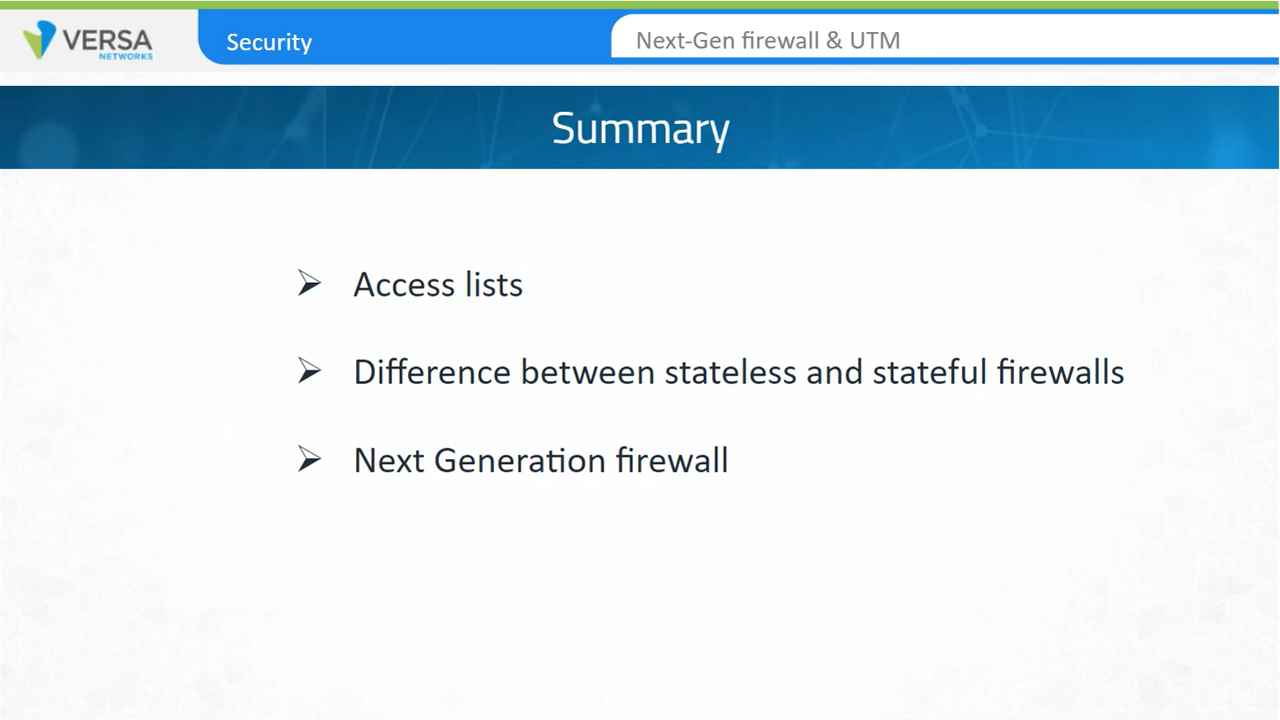 VERSA
NETWORKS
Security
Next-Gen firewall & UTM
Summary
Access lists
Difference between stateless and stateful firewalls
Next Generation firewall